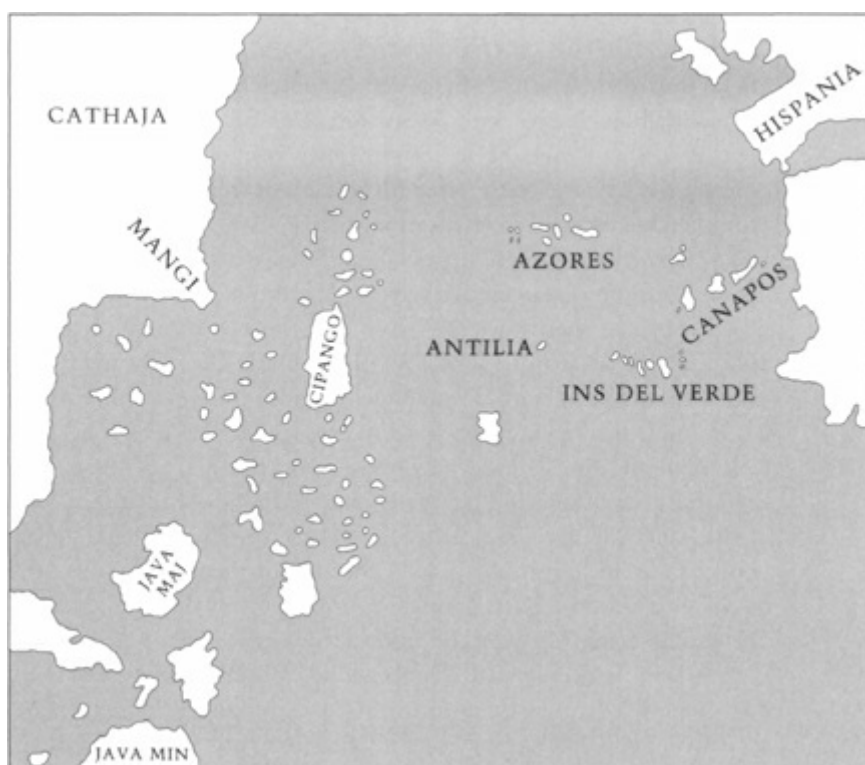 CATHAJA
HISPANIA
MANGI
AZORES
CANAPOS
CIPANGO
ANTILIA
INS DEL VERDE
JAVA
MAJ
JAVA MIN